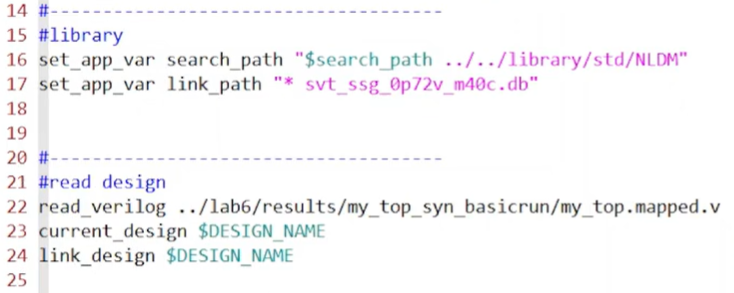 14 #--------------------------------------
15 #library
16 set_app_var search_path "$search_path ../../library/std/NLDM"
17 set_app_var link_path "* svt_ssg_0p72v_m40c.db"
18
19
20 #--------------------------------------
21 #read design
22 read_verilog ../lab6/results/my_top_syn_basicrun/my_top.mapped.v
23 current_design $DESIGN_NAME
24 link_design $DESIGN_NAME
25